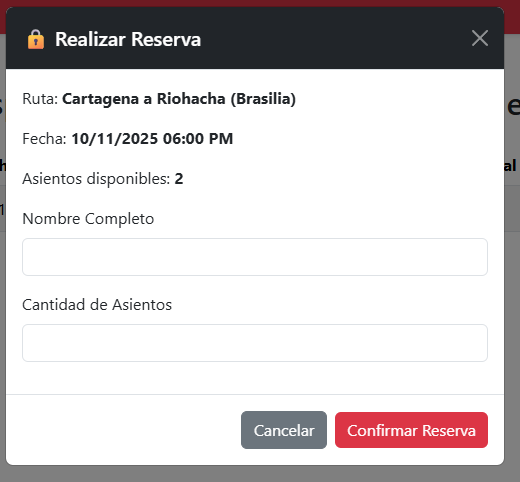 Realizar Reserva
Ruta: Cartagena a Riohacha (Brasilia)
Fecha: 10/11/2025 06:00 PM
Asientos disponibles: 2
Nombre Completo
Cantidad de Asientos
Cancelar Confirmar Reserva